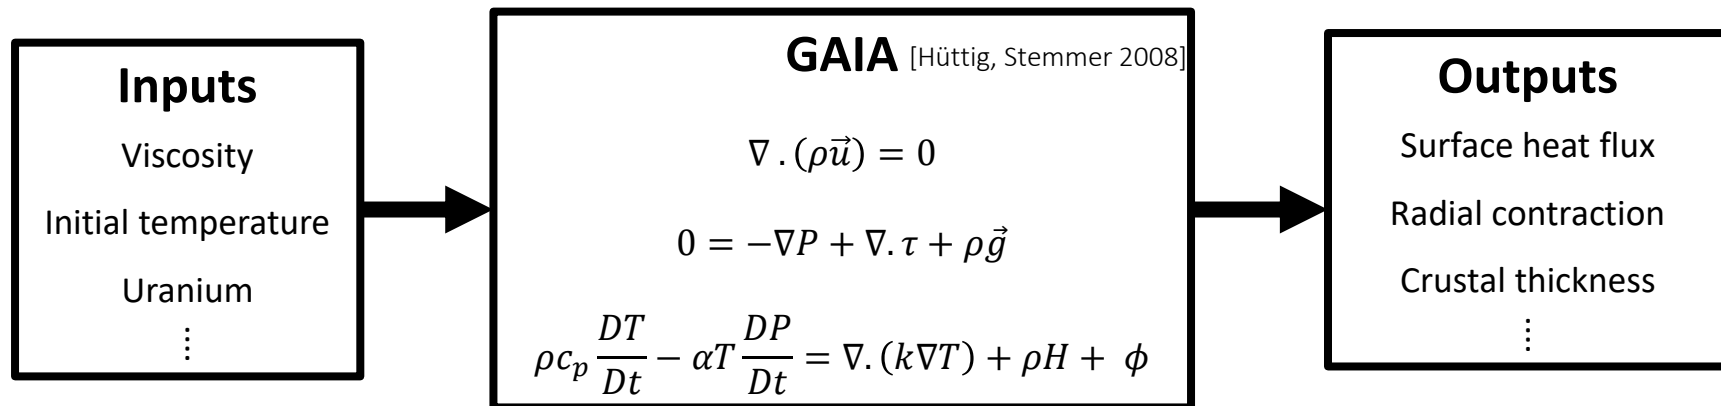 Inputs
Viscosity
Initial temperature
Uranium
⋮
GAIA [Hüttig, Stemmer 2008]
∇ . (ρu⃗) = 0
0 = −∇P + ∇. τ + ρg⃗
ρc_p DT/Dt − αT DP/Dt = ∇. (k∇T) + ρH + ϕ
Outputs
Surface heat flux
Radial contraction
Crustal thickness
⋮